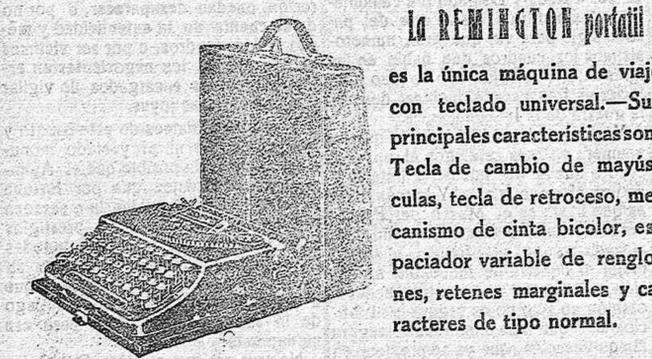 La REMINGTON portátil
es la única máquina de viaje
con teclado universal.—Su
principales características son
Tecla de cambio de mayús
culas, tecla de retroceso, me
canismo de cinta bicolor, es
paciador variable de renglo
nes, retenes marginales y ca
racteres de tipo normal.